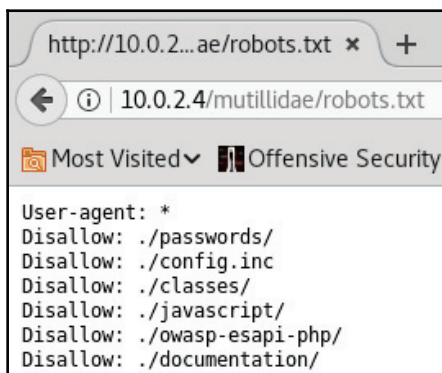 http://10.0.2...ae/robots.txt × +
10.0.2.4/mutillidae/robots.txt
Most Visited Offensive Security
User-agent: *
Disallow: ./passwords/
Disallow: ./config.inc
Disallow: ./classes/
Disallow: ./javascript/
Disallow: ./owasp-esapi-php/
Disallow: ./documentation/